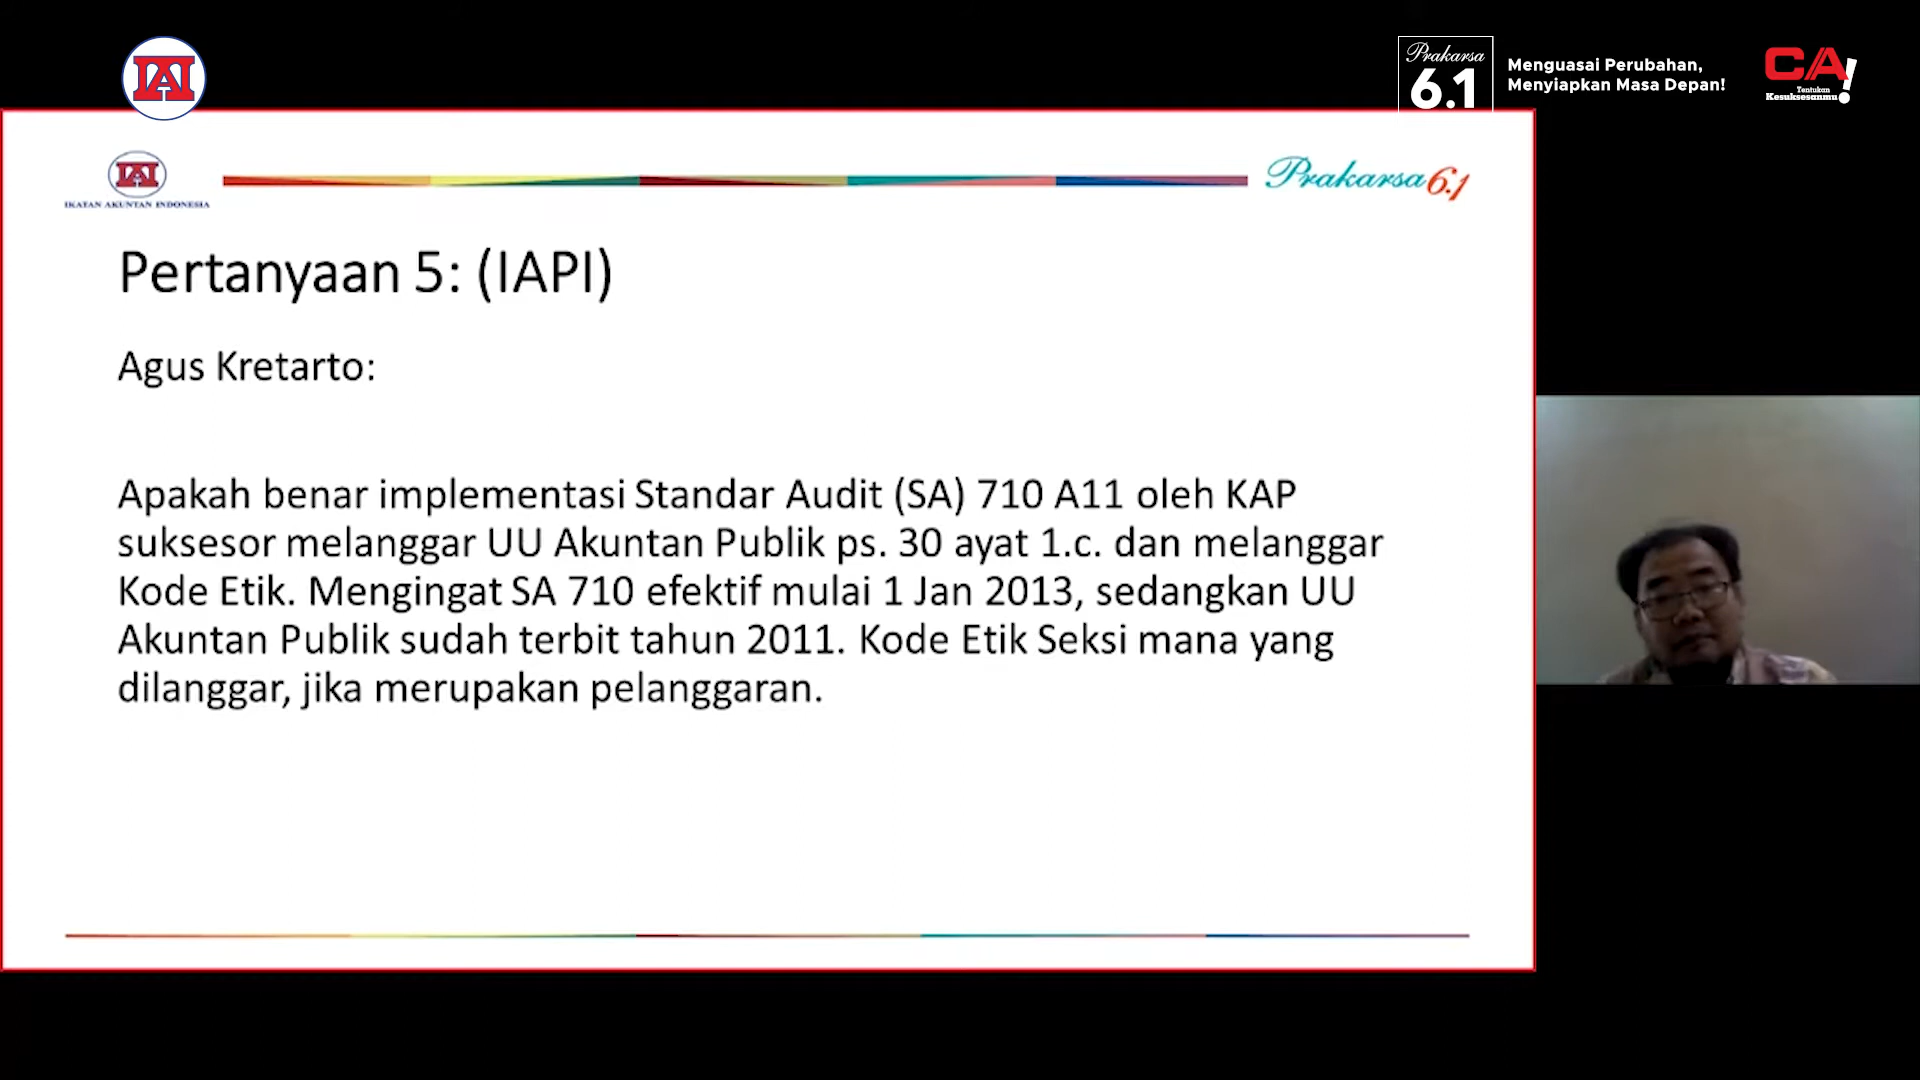 IAI
Prakarsa
6.1
Menguasai Perubahan,
Menyiapkan Masa Depan!
CA!
Tentukan
Kesuksesanmu
IAI
IKATAN AKUNTAN INDONESIA
Prakarsa 6.1
Pertanyaan 5: (IAPI)
Agus Kretarto:
Apakah benar implementasi Standar Audit (SA) 710 A11 oleh KAP
suksesor melanggar UU Akuntan Publik ps. 30 ayat 1.c. dan melanggar
Kode Etik. Mengingat SA 710 efektif mulai 1 Jan 2013, sedangkan UU
Akuntan Publik sudah terbit tahun 2011. Kode Etik Seksi mana yang
dilanggar, jika merupakan pelanggaran.